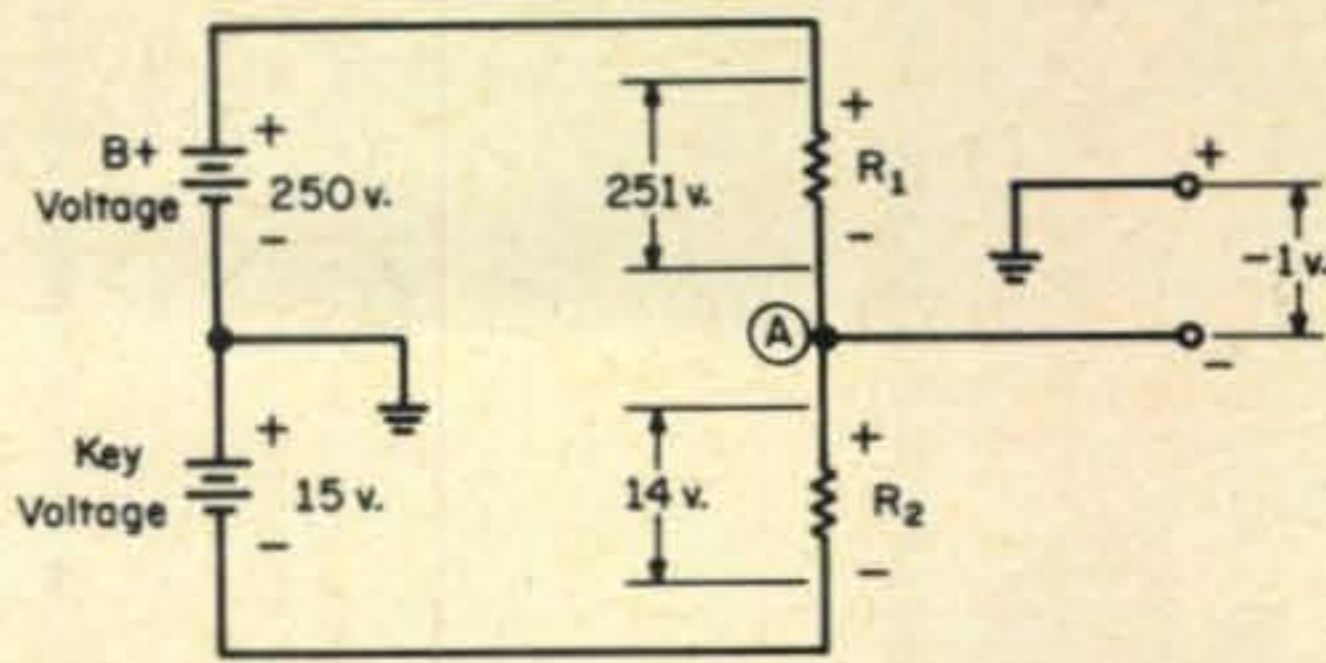 B+
Voltage
+
250 v.
−
251 v.
+
R₁
−
+
−1 v.
−
A
Key
Voltage
+
15 v.
−
14 v.
+
R₂
−